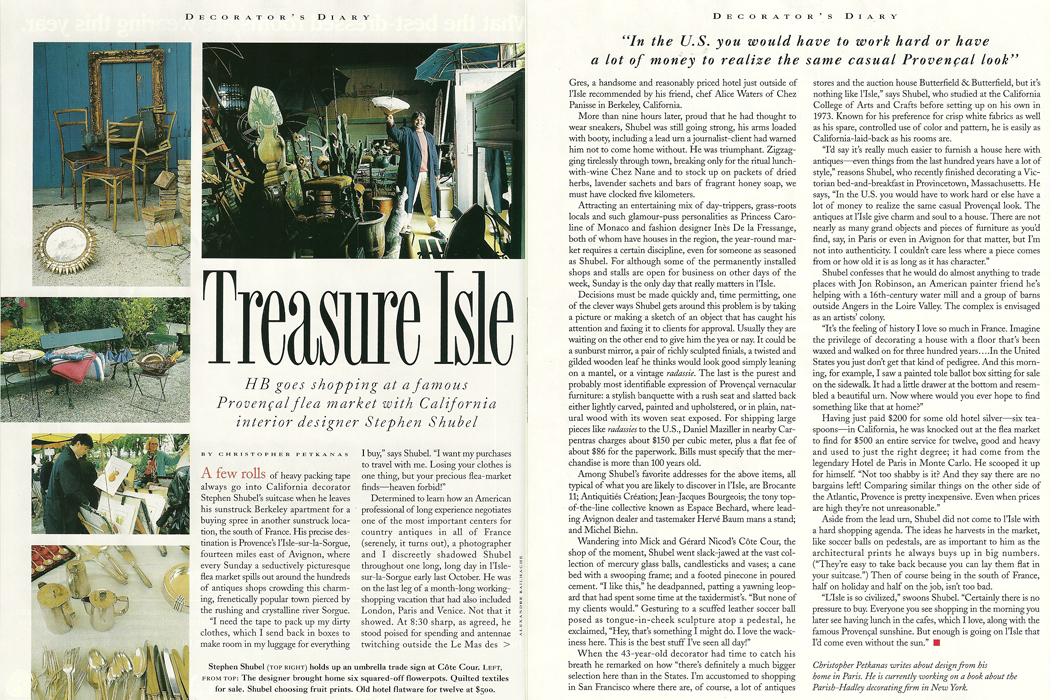 DECORATOR'S DIARY
Treasure Isle
HB goes shopping at a famous
Provençal flea market with California
interior designer Stephen Shubel
BY CHRISTOPHER PETKANAS
A few rolls of heavy packing tape
always go into California decorator
Stephen Shubel's suitcase when he leaves
his sunstruck Berkeley apartment for a
buying spree in another sunstruck loca-
tion, the south of France. His precise des-
tination is Provence's l'Isle-sur-la-Sorgue,
fourteen miles east of Avignon, where
every Sunday a seductively picturesque
flea market spills out around the hundreds
of antiques shops crowding this charm-
ing, frenetically popular town pierced by
the rushing and crystalline river Sorgue.
"I need the tape to pack up my dirty
clothes, which I send back in boxes to
make room in my luggage for everything
I buy," says Shubel. "I want my purchases
to travel with me. Losing your clothes is
one thing, but your precious flea-market
finds—heaven forbid!"
Determined to learn how an American
professional of long experience negotiates
one of the most important centers for
country antiques in all of France
(serenely, it turns out), a photographer
and I discreetly shadowed Shubel
throughout one long, long day in l'Isle-
sur-la-Sorgue early last October. He was
on the last leg of a month-long working-
shopping vacation that had also included
London, Paris and Venice. Not that it
showed. At 8:30 sharp, as agreed, he
stood poised for spending and antennae
twitching outside the Le Mas des >
ALEXANDRE BAILHACHE
Stephen Shubel (TOP RIGHT) holds up an umbrella trade sign at Côte Cour. LEFT,
FROM TOP: The designer brought home six squared-off flowerpots. Quilted textiles
for sale. Shubel choosing fruit prints. Old hotel flatware for twelve at $500.
DECORATOR'S DIARY
"In the U.S. you would have to work hard or have
a lot of money to realize the same casual Provençal look"
Gres, a handsome and reasonably priced hotel just outside of
l'Isle recommended by his friend, chef Alice Waters of Chez
Panisse in Berkeley, California.
More than nine hours later, proud that he had thought to
wear sneakers, Shubel was still going strong, his arms loaded
with booty, including a lead urn a journalist-client had warned
him not to come home without. He was triumphant. Zigzag-
ging tirelessly through town, breaking only for the ritual lunch-
with-wine Chez Nane and to stock up on packets of dried
herbs, lavender sachets and bars of fragrant honey soap, we
must have clocked five kilometers.
Attracting an entertaining mix of day-trippers, grass-roots
locals and such glamour-puss personalities as Princess Caro-
line of Monaco and fashion designer Inès De la Fressange,
both of whom have houses in the region, the year-round mar-
ket requires a certain discipline, even for someone as seasoned
as Shubel. For although some of the permanently installed
shops and stalls are open for business on other days of the
week, Sunday is the only day that really matters in l'Isle.
Decisions must be made quickly and, time permitting, one
of the clever ways Shubel gets around this problem is by taking
a picture or making a sketch of an object that has caught his
attention and faxing it to clients for approval. Usually they are
waiting on the other end to give him the yea or nay. It could be
a sunburst mirror, a pair of richly sculpted finials, a twisted and
gilded wooden leaf he thinks would look good simply leaning
on a mantel, or a vintage radassie. The last is the purest and
probably most identifiable expression of Provençal vernacular
furniture: a stylish banquette with a rush seat and slatted back
either lightly carved, painted and upholstered, or in plain, nat-
ural wood with its woven seat exposed. For shipping large
pieces like radassies to the U.S., Daniel Maziller in nearby Car-
pentras charges about $150 per cubic meter, plus a flat fee of
about $86 for the paperwork. Bills must specify that the mer-
chandise is more than 100 years old.
Among Shubel's favorite addresses for the above items, all
typical of what you are likely to discover in l'Isle, are Brocante
11; Antiquités Création; Jean-Jacques Bourgeois; the tony top-
of-the-line collective known as Espace Bechard, where lead-
ing Avignon dealer and tastemaker Hervé Baum mans a stand;
and Michel Biehn.
Wandering into Mick and Gérard Nicod's Côte Cour, the
shop of the moment, Shubel went slack-jawed at the vast col-
lection of mercury glass balls, candlesticks and vases; a cane
bed with a swooping frame; and a footed pinecone in poured
cement. "I like this," he deadpanned, patting a yawning leop-
ard that had spent some time at the taxidermist's. "But none of
my clients would." Gesturing to a scuffed leather soccer ball
posed as tongue-in-cheek sculpture atop a pedestal, he
exclaimed, "Hey, that's something I might do. I love the wack-
iness here. This is the best stuff I've seen all day!"
When the 43-year-old decorator had time to catch his
breath he remarked on how "there's definitely a much bigger
selection here than in the States. I'm accustomed to shopping
in San Francisco where there are, of course, a lot of antiques
stores and the auction house Butterfield & Butterfield, but it's
nothing like l'Isle," says Shubel, who studied at the California
College of Arts and Crafts before setting up on his own in
1973. Known for his preference for crisp white fabrics as well
as his spare, controlled use of color and pattern, he is easily as
California-laid-back as his rooms are.
"I'd say it's really much easier to furnish a house here with
antiques—even things from the last hundred years have a lot of
style," reasons Shubel, who recently finished decorating a Vic-
torian bed-and-breakfast in Provincetown, Massachusetts. He
says, "In the U.S. you would have to work hard or else have a
lot of money to realize the same casual Provençal look. The
antiques at l'Isle give charm and soul to a house. There are not
nearly as many grand objects and pieces of furniture as you'd
find, say, in Paris or even in Avignon for that matter, but I'm
not into authenticity. I couldn't care less where a piece comes
from or how old it is as long as it has character."
Shubel confesses that he would do almost anything to trade
places with Jon Robinson, an American painter friend he's
helping with a 16th-century water mill and a group of barns
outside Angers in the Loire Valley. The complex is envisaged
as an artists' colony.
"It's the feeling of history I love so much in France. Imagine
the privilege of decorating a house with a floor that's been
waxed and walked on for three hundred years....In the United
States you just don't get that kind of pedigree. And this morn-
ing, for example, I saw a painted tole ballot box sitting for sale
on the sidewalk. It had a little drawer at the bottom and resem-
bled a beautiful urn. Now where would you ever hope to find
something like that at home?"
Having just paid $200 for some old hotel silver—six tea-
spoons—in California, he was knocked out at the flea market
to find for $500 an entire service for twelve, good and heavy
and used to just the right degree; it had come from the
legendary Hotel de Paris in Monte Carlo. He scooped it up
for himself. "Not too shabby is it? And they say there are no
bargains left! Comparing similar things on the other side of
the Atlantic, Provence is pretty inexpensive. Even when prices
are high they're not unreasonable."
Aside from the lead urn, Shubel did not come to l'Isle with
a hard shopping agenda. The ideas he harvests in the market,
like soccer balls on pedestals, are as important to him as the
architectural prints he always buys up in big numbers.
("They're easy to take back because you can lay them flat in
your suitcase.") Then of course being in the south of France,
half on holiday and half on the job, isn't too bad.
"L'Isle is so civilized," swoons Shubel. "Certainly there is no
pressure to buy. Everyone you see shopping in the morning you
later see having lunch in the cafes, which I love, along with the
famous Provençal sunshine. But enough is going on l'Isle that
I'd come even without the sun."
Christopher Petkanas writes about design from his
home in Paris. He is currently working on a book about the
Parish-Hadley decorating firm in New York.